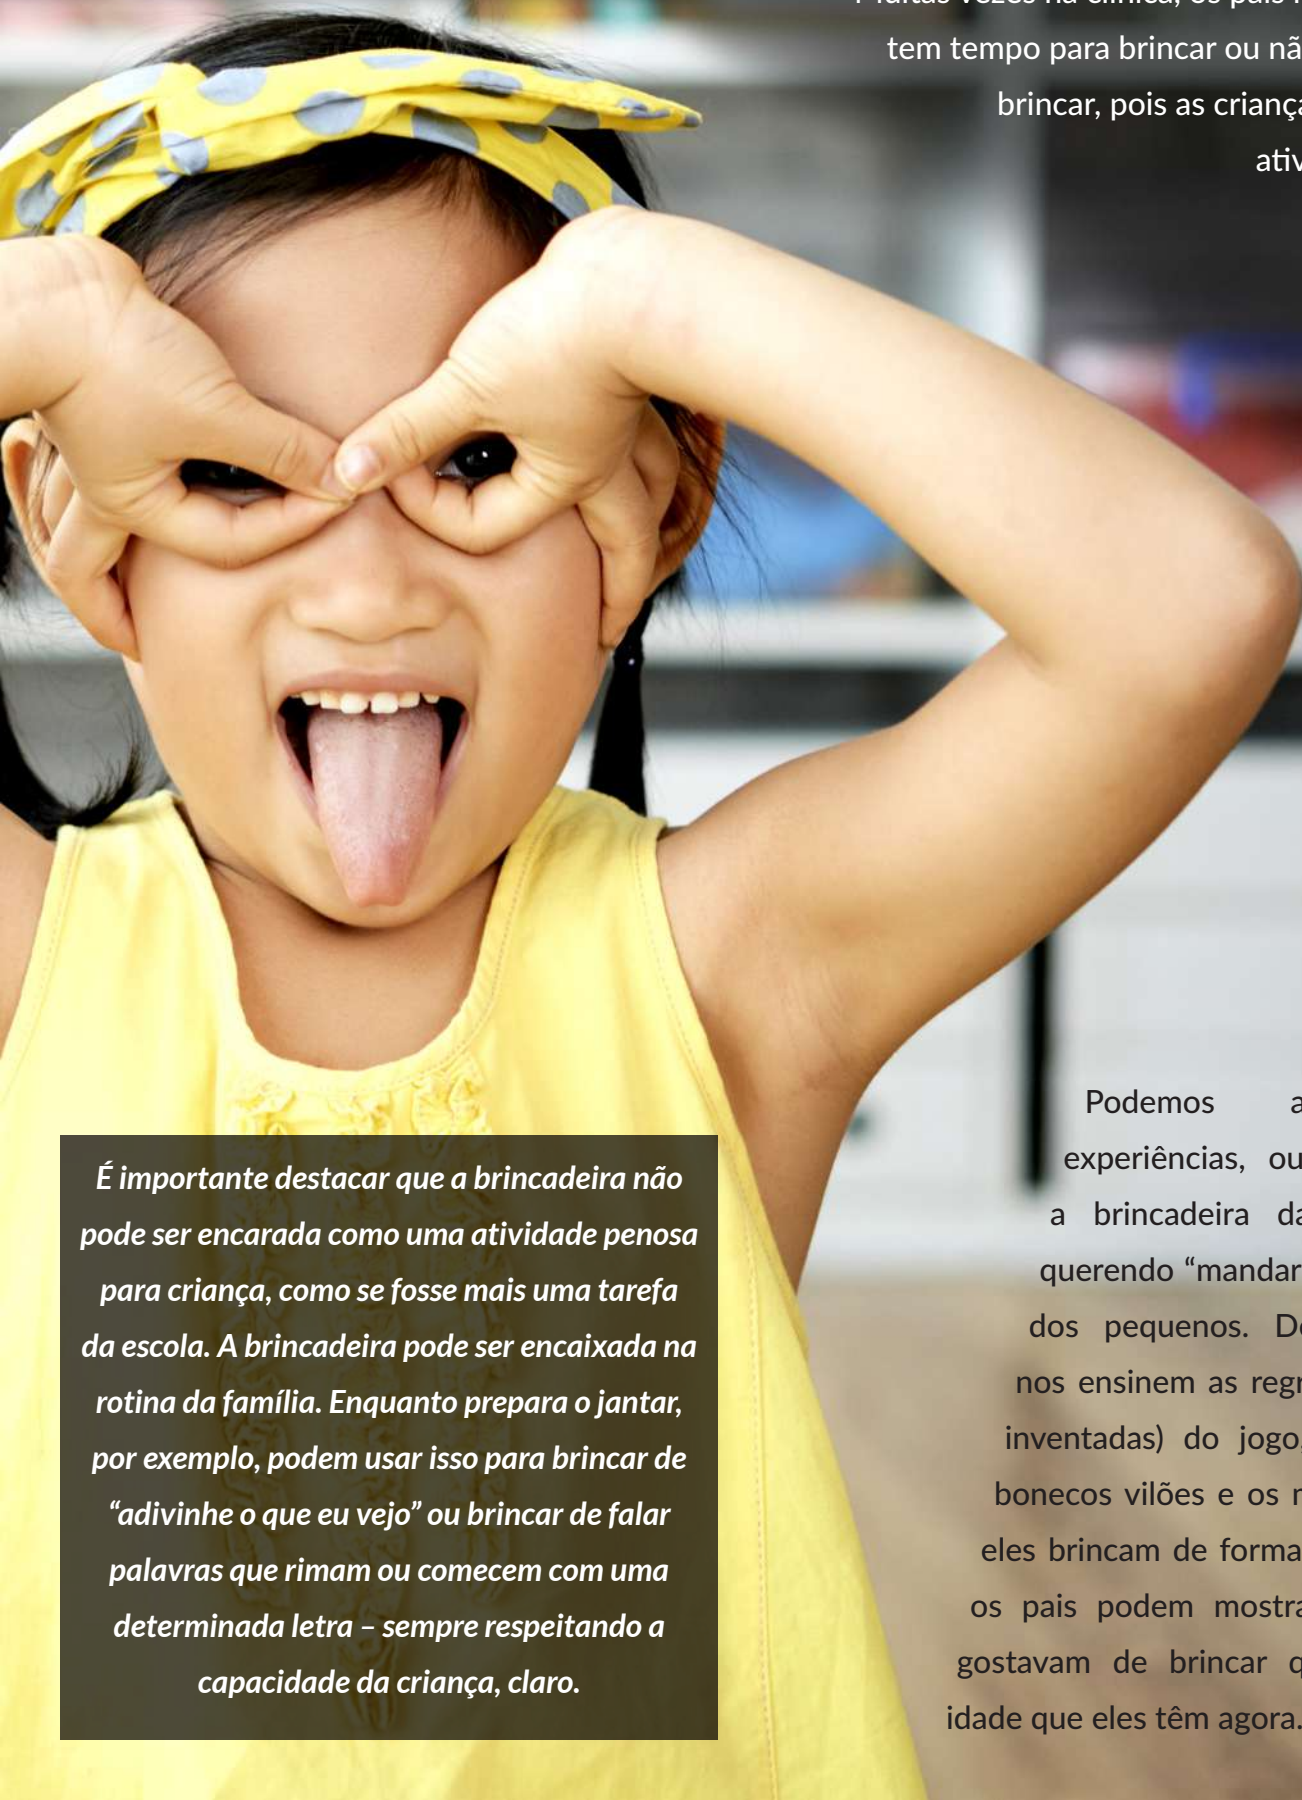 tem tempo para brincar ou
brincar, pois as
É importante destacar que a brincadeira não
pode ser encarada como uma atividade penosa
para criança, como se fosse mais uma tarefa
da escola. A brincadeira pode ser encaixada na
rotina da família. Enquanto prepara o jantar,
por exemplo, podem usar isso para brincar de
“adivinhe o que eu vejo” ou brincar de falar
palavras que rimam ou comecem com uma
determinada letra – sempre respeitando a
capacidade da criança, claro.
Podemos
experiências, ou
a brincadeira
querendo “mandar
dos pequenos.
nos ensinem as
inventadas) do jogo
bonecos vilões e os
eles brincam de forma
os pais podem
gostavam de brincar
idade que eles têm agora.